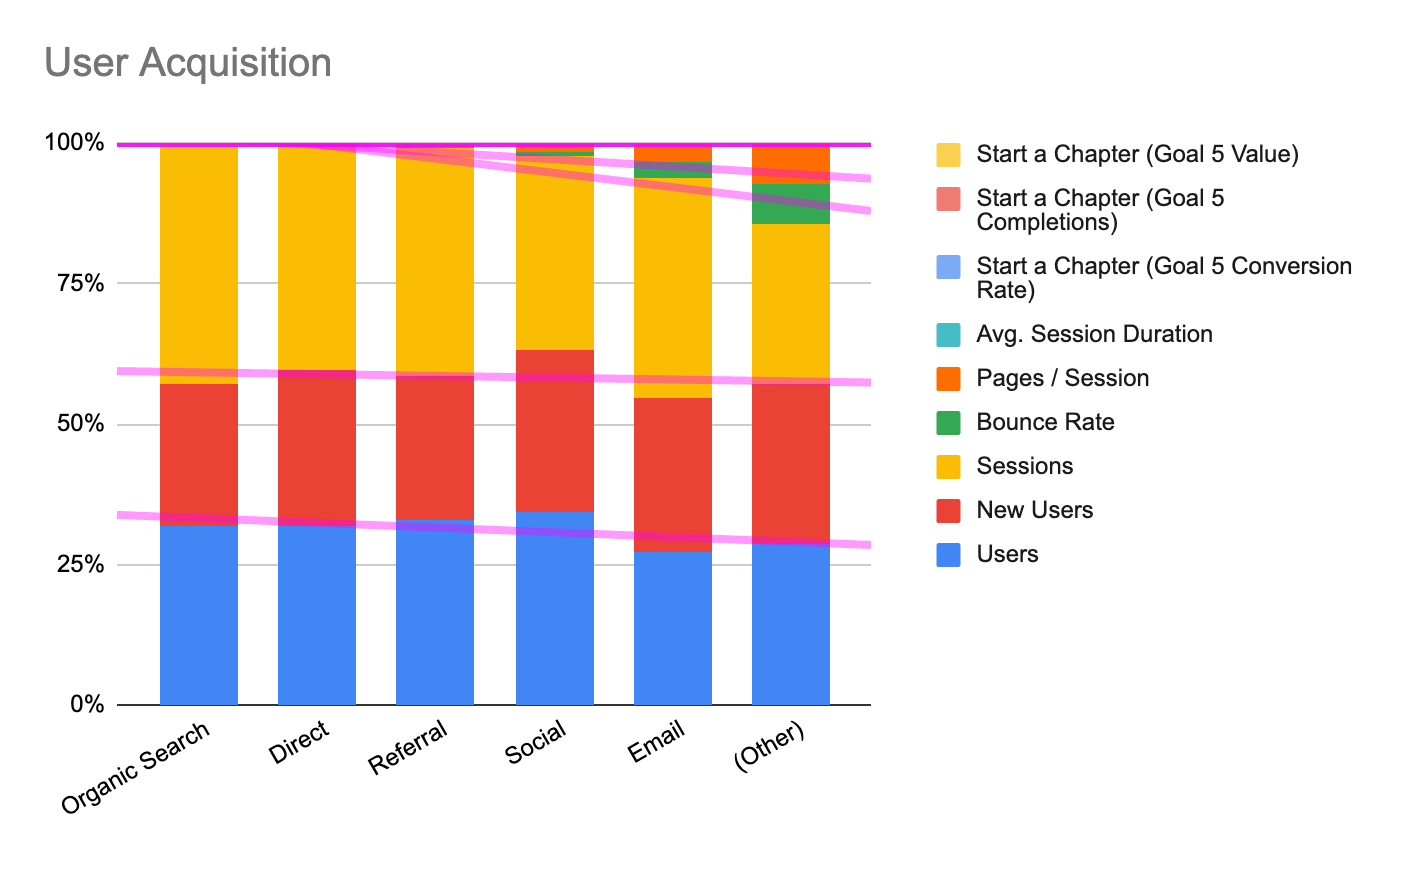 User Acquisition
100%
75%
50%
25%
0%
Organic Search
Direct
Referral
Social
Email
(Other)
Start a Chapter (Goal 5 Value)
Start a Chapter (Goal 5
Completions)
Start a Chapter (Goal 5 Conversion
Rate)
Avg. Session Duration
Pages / Session
Bounce Rate
Sessions
New Users
Users